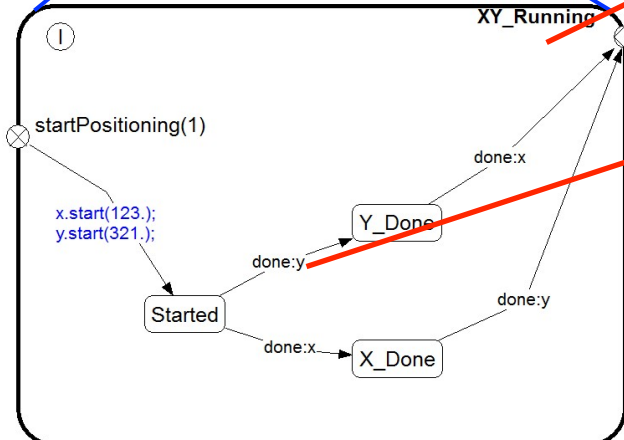 XY_Running
I
startPositioning(1)
done:x
x.start(123.);
y.start(321.);
Y_Done
done:y
Started
done:y
done:x
X_Done